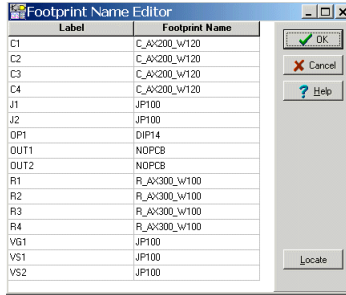 Footprint Name Editor
Label Footprint Name
C1 C_AX200_W120
C2 C_AX200_W120
C3 C_AX200_W120
C4 C_AX200_W120
J1 JP100
J2 JP100
OP1 DIP14
OUT1 NOPCB
OUT2 NOPCB
R1 R_AX300_W100
R2 R_AX300_W100
R3 R_AX300_W100
R4 R_AX300_W100
VG1 JP100
VS1 JP100
VS2 JP100
OK
Cancel
? Help
Locate